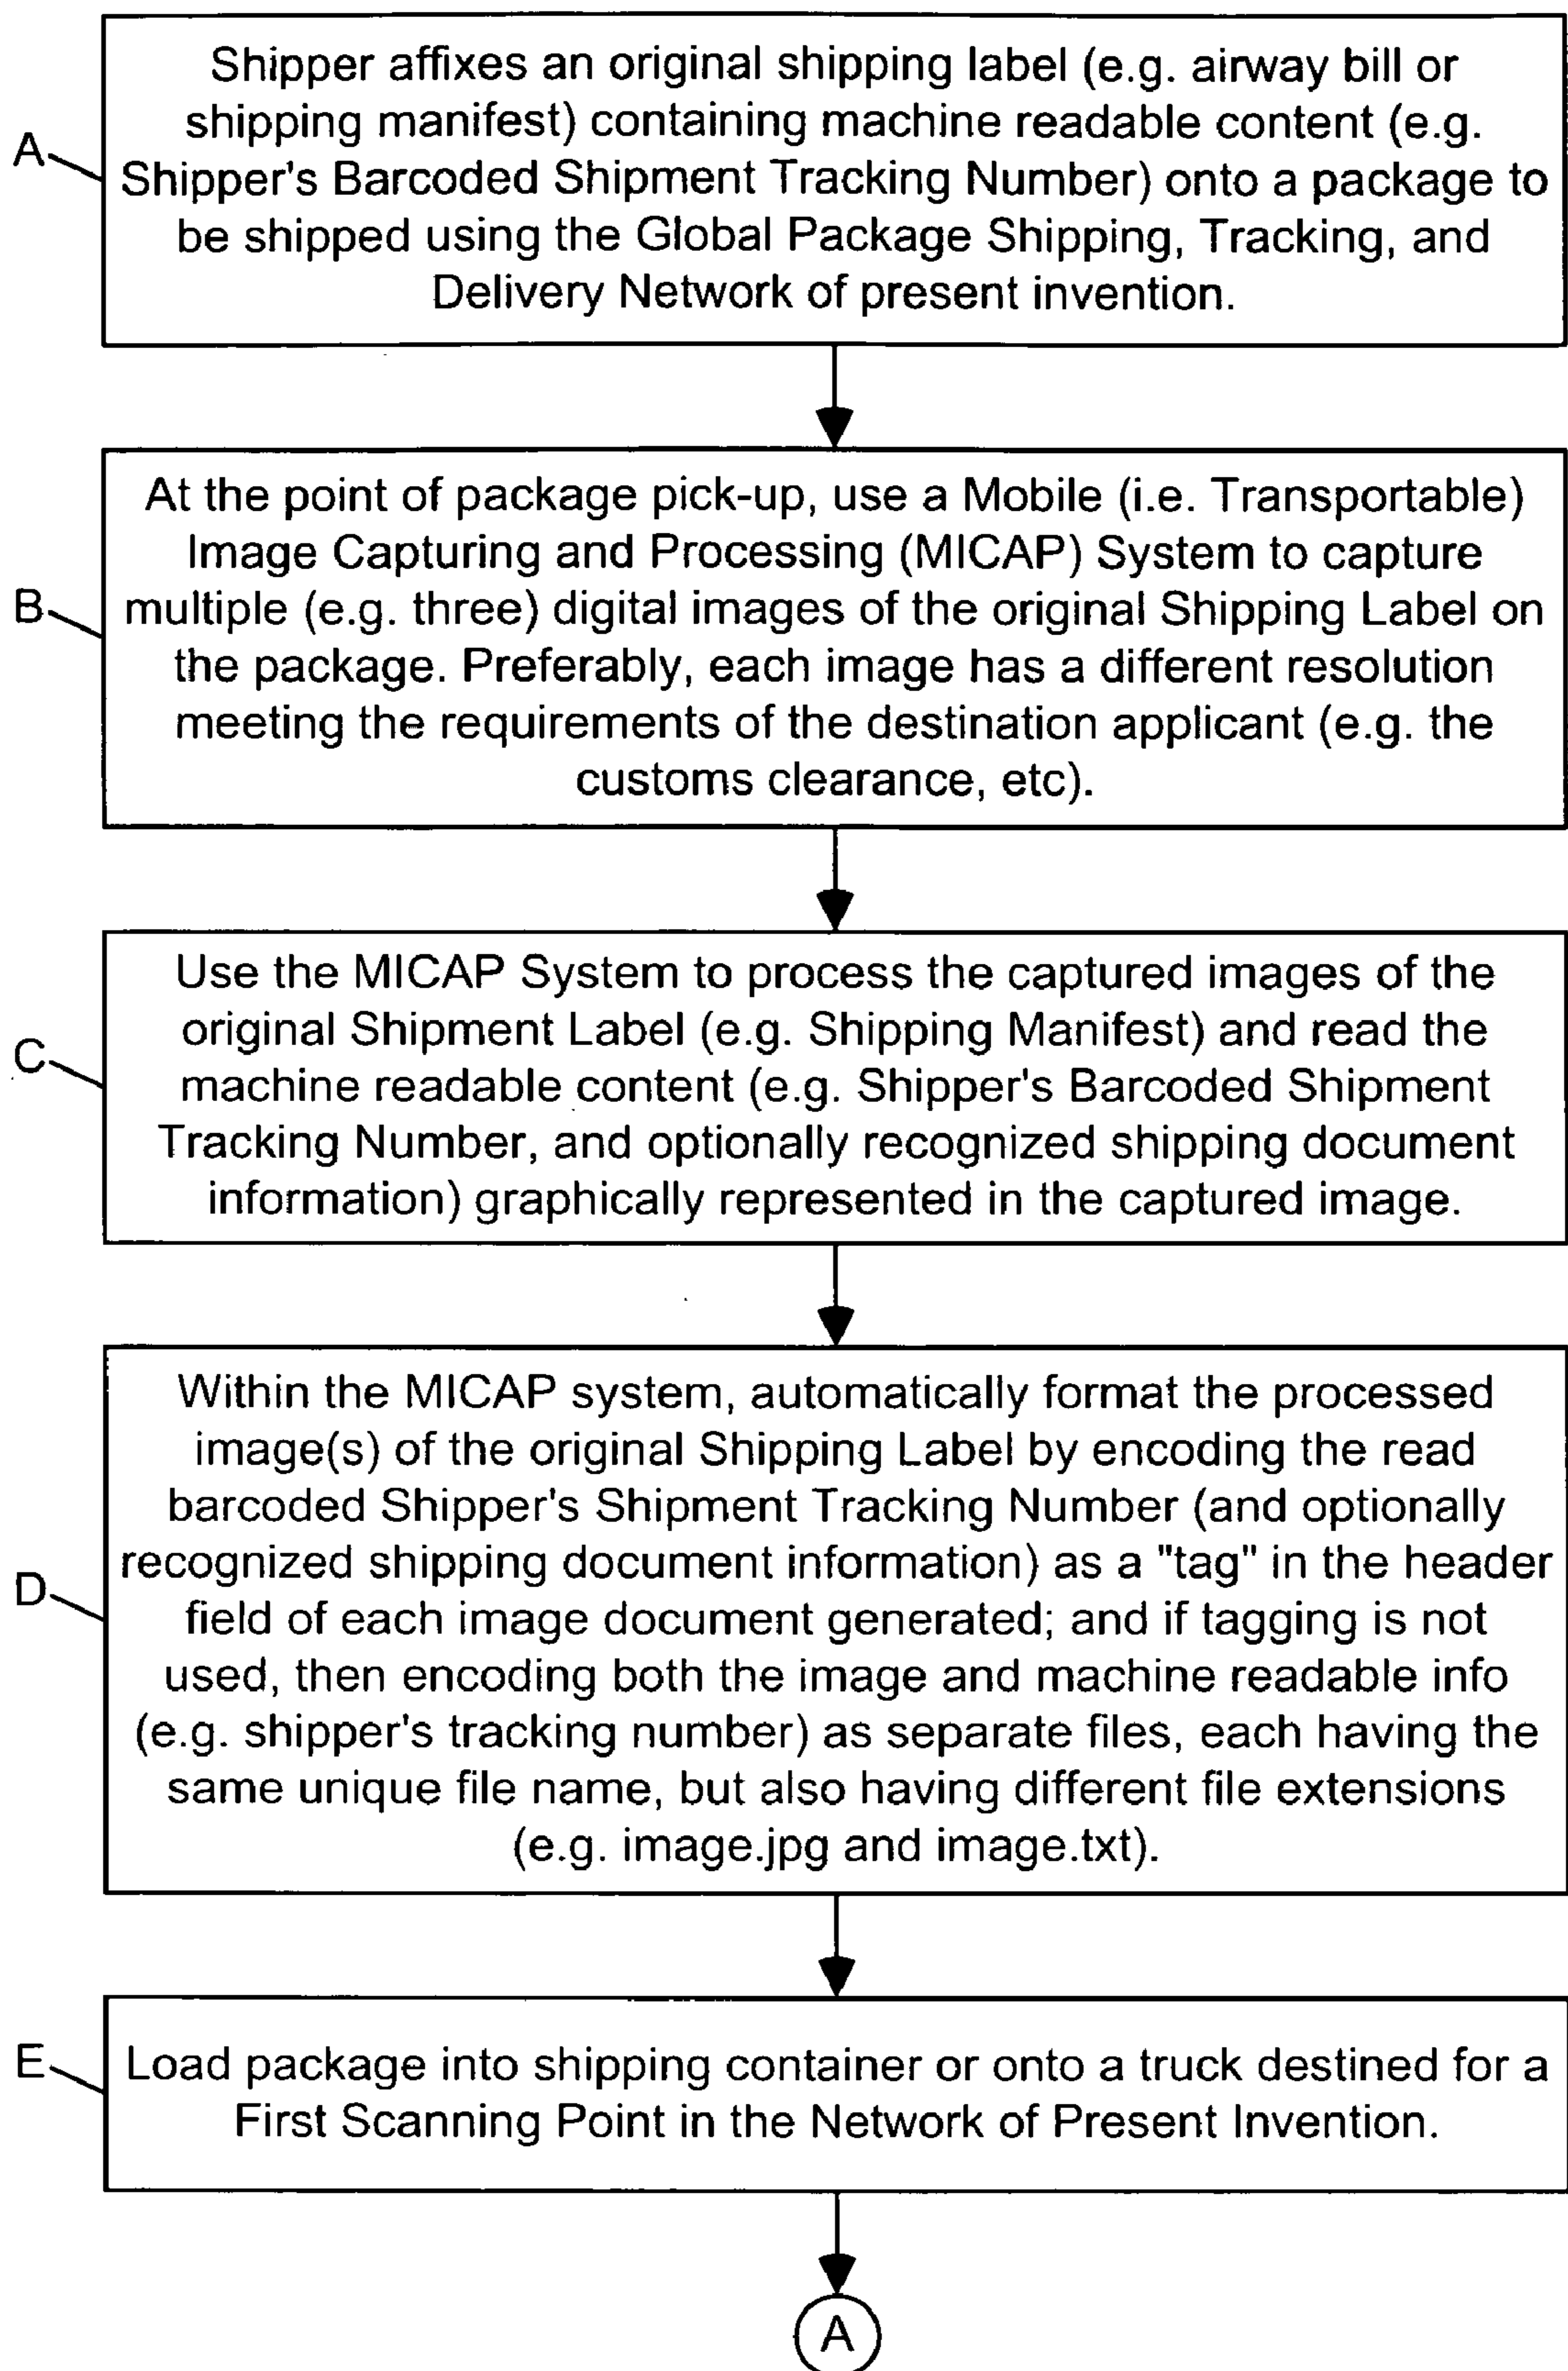 Shipper affixes an original shipping label (e.g. airway bill or
shipping manifest) containing machine readable content (e.g.
A
Shipper's Barcoded Shipment Tracking Number) onto a package to
be shipped using the Global Package Shipping, Tracking, and
Delivery Network of present invention.
At the point of package pick-up, use a Mobile (i.e. Transportable)
Image Capturing and Processing (MICAP) System to capture
B
multiple (e.g. three) digital images of the original Shipping Label on
the package. Preferably, each image has a different resolution
meeting the requirements of the destination applicant (e.g. the
customs clearance, etc).
Use the MICAP System to process the captured images of the
original Shipment Label (e.g. Shipping Manifest) and read the
C
machine readable content (e.g. Shipper's Barcoded Shipment
Tracking Number, and optionally recognized shipping document
information) graphically represented in the captured image.
Within the MICAP system, automatically format the processed
image(s) of the original Shipping Label by encoding the read
barcoded Shipper's Shipment Tracking Number (and optionally
recognized shipping document information) as a "tag" in the header
D
field of each image document generated; and if tagging is not
used, then encoding both the image and machine readable info
(e.g. shipper's tracking number) as separate files, each having the
same unique file name, but also having different file extensions
(e.g. image.jpg and image.txt).
E
Load package into shipping container or onto a truck destined for a
First Scanning Point in the Network of Present Invention.
A